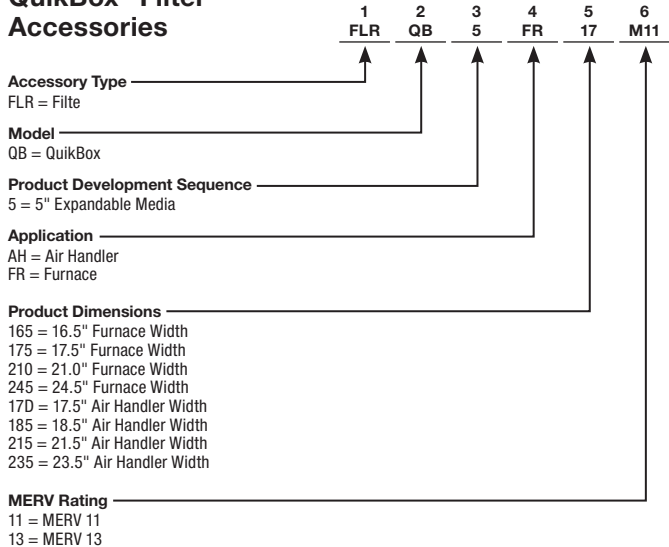 Accessories
1 2 3 4 5 6
FLR QB 5 FR 17 M11
Accessory Type
FLR = Filte
Model
QB = QuikBox
Product Development Sequence
5 = 5" Expandable Media
Application
AH = Air Handler
FR = Furnace
Product Dimensions
165 = 16.5" Furnace Width
175 = 17.5" Furnace Width
210 = 21.0" Furnace Width
245 = 24.5" Furnace Width
17D = 17.5" Air Handler Width
185 = 18.5" Air Handler Width
215 = 21.5" Air Handler Width
235 = 23.5" Air Handler Width
MERV Rating
11 = MERV 11
13 = MERV 13